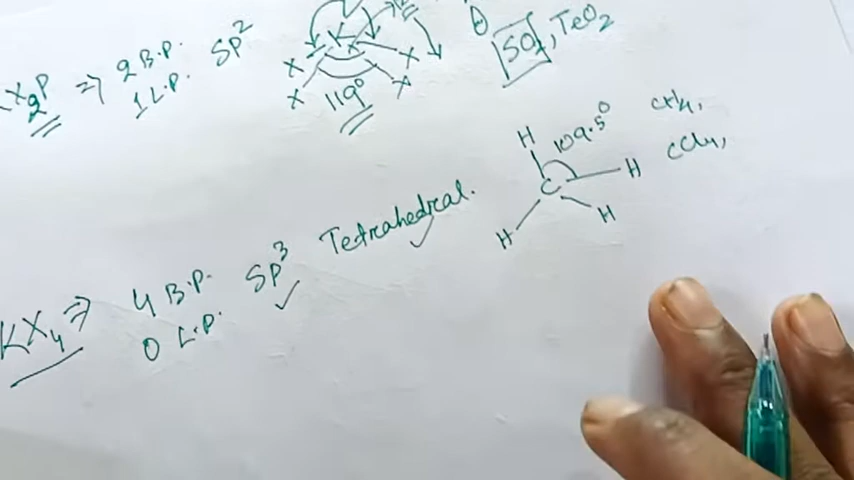 X2P ⇒ 2 B.P. SP²
1 L.P.
K
X X
X X
119°
SO2, TeO2
KX4 ⇒ 4 B.P. SP³ Tetrahedral.
0 L.P.
H 109.5°
C H
H H
CH4,
CCl4,